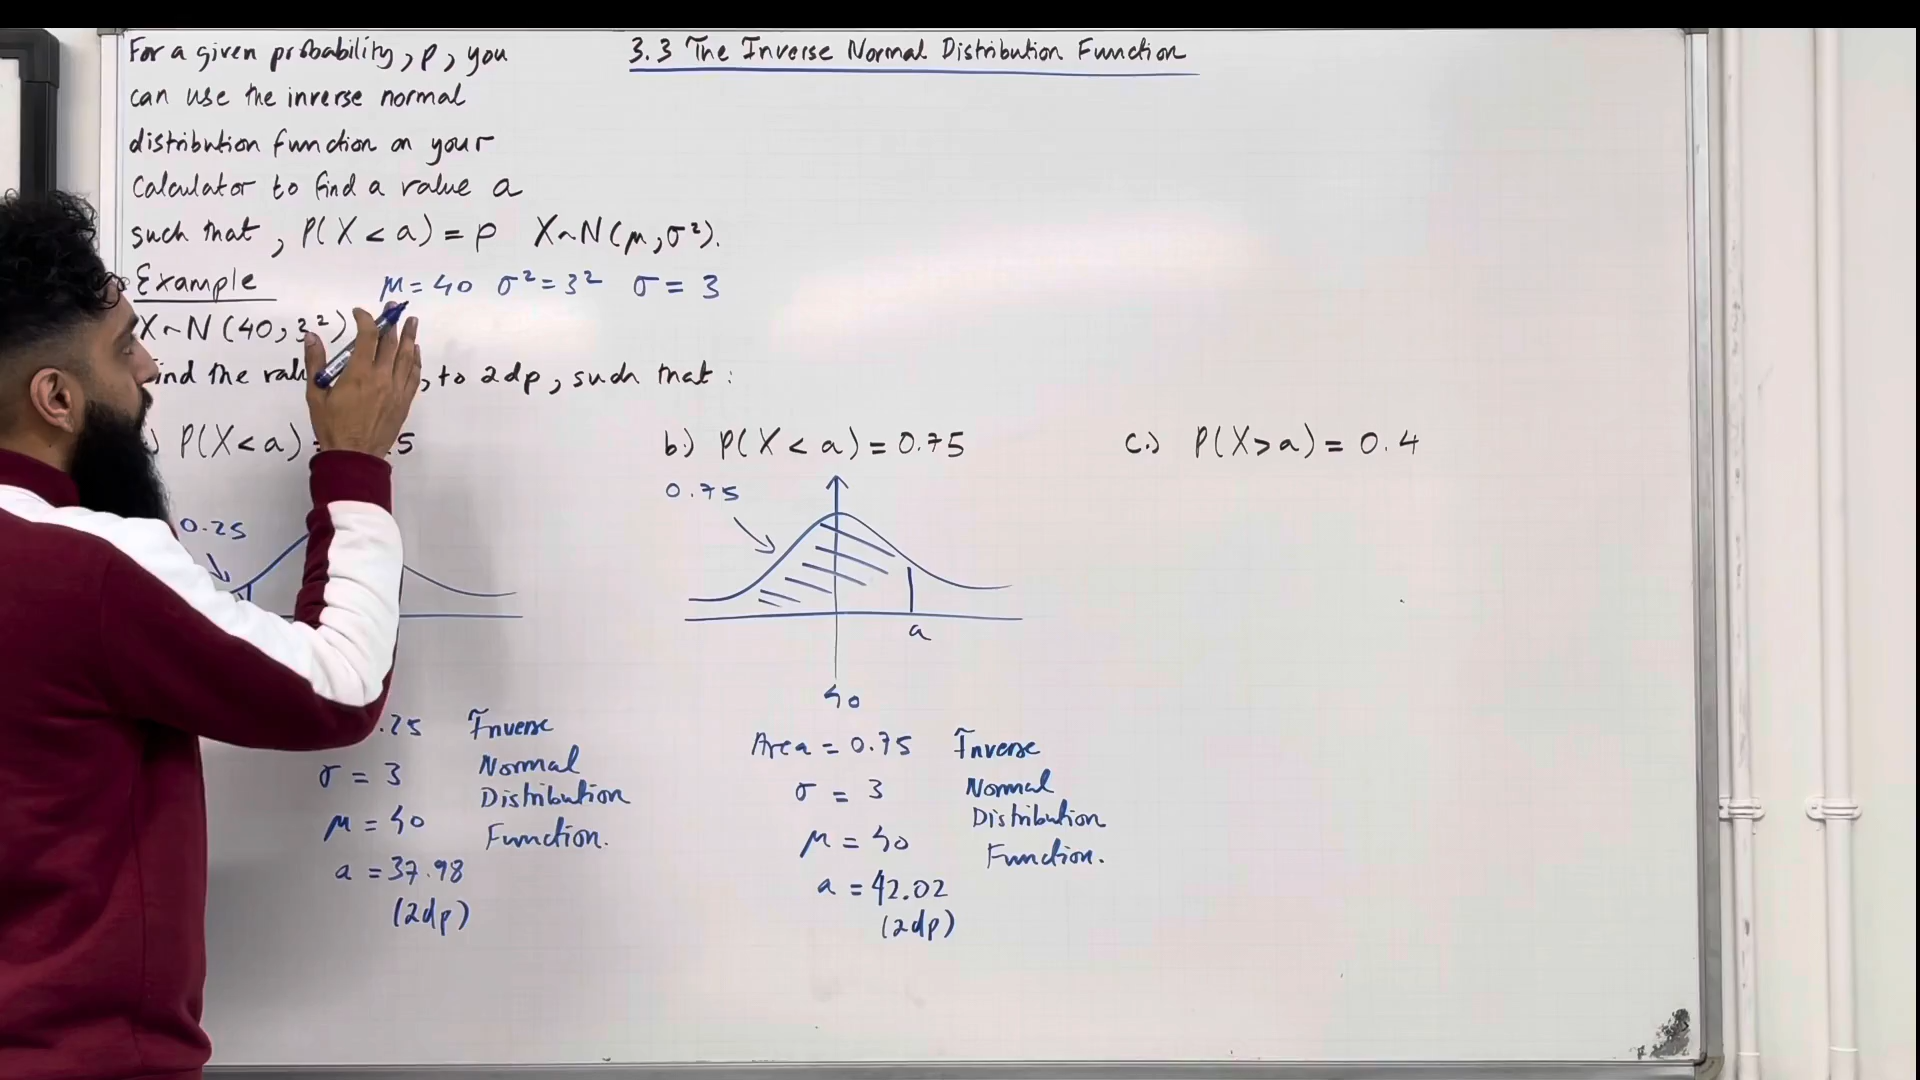 3.3 The Inverse Normal Distribution Function
For a given probability, p, you
can use the inverse normal
distribution function on your
calculator to find a value a
such that, P(X < a) = p X~N(μ, σ²).
Example μ = 40 σ² = 3² σ = 3
X~N(40, 3²)
the , to 2dp, such that :
P(X < a)
0.25
.25 Inverse
σ = 3 Normal
Distribution
μ = 40 Function.
a = 37.98
(2dp)
b.) P(X < a) = 0.75
0.75
a
40
Area = 0.75 Inverse
σ = 3 Normal
Distribution
μ = 40 Function.
a = 42.02
(2dp)
c.) P(X > a) = 0.4